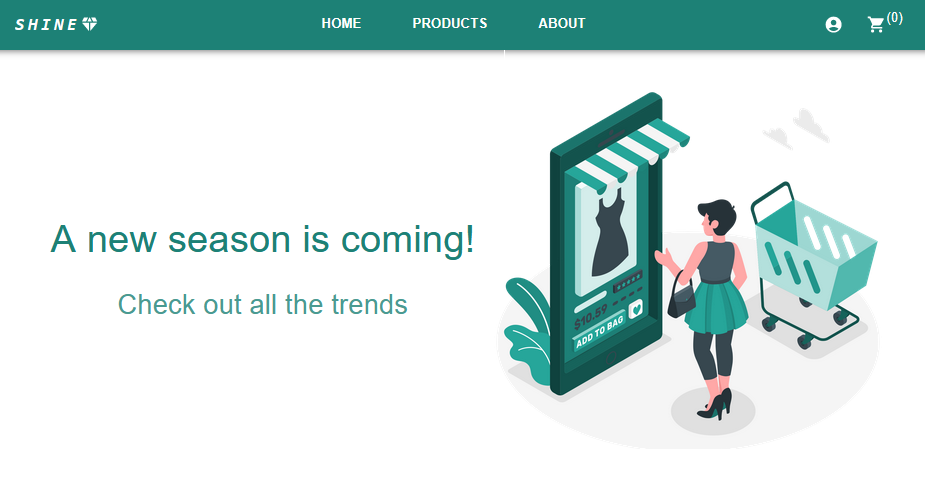 SHINE
HOME PRODUCTS ABOUT
(0)
A new season is coming!
Check out all the trends
$10.59
ADD TO BAG